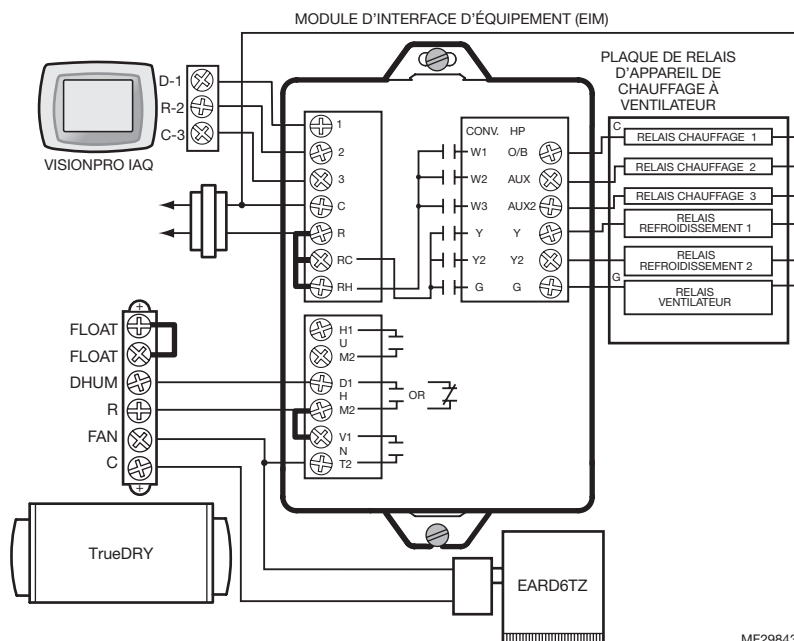 MODULE D'INTERFACE D'ÉQUIPEMENT (EIM)
PLAQUE DE RELAIS
D'APPAREIL DE
CHAUFFAGE À
VENTILATEUR
D-1
R-2
C-3
VISIONPRO IAQ
1
2
3
C
R
RC
RH
CONV. HP
W1 O/B
W2 AUX
W3 AUX2
Y Y
Y2 Y2
G G
C
RELAIS CHAUFFAGE 1
RELAIS CHAUFFAGE 2
RELAIS CHAUFFAGE 3
RELAIS
REFROIDISSEMENT 1
RELAIS
REFROIDISSEMENT 2
G
RELAIS
VENTILATEUR
FLOAT
FLOAT
DHUM
R
FAN
C
H1
U
M2
D1
H
M2
V1
N
T2
OR
TrueDRY
EARD6TZ